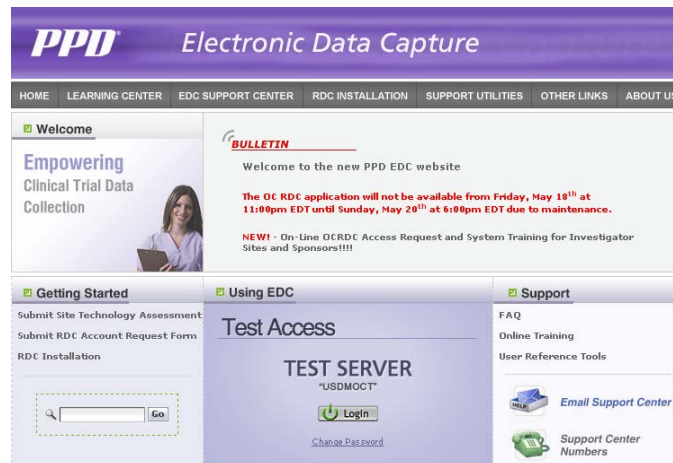 PPD Electronic Data Capture
HOME LEARNING CENTER EDC SUPPORT CENTER RDC INSTALLATION SUPPORT UTILITIES OTHER LINKS ABOUT US
Welcome
Empowering
Clinical Trial Data
Collection
BULLETIN
Welcome to the new PPD EDC website
The OC RDC application will not be available from Friday, May 18th at
11:00pm EDT until Sunday, May 20th at 6:00pm EDT due to maintenance.
NEW! - On-Line OCRDC Access Request and System Training for Investigator
Sites and Sponsors!!!!
Getting Started
Submit Site Technology Assessment
Submit RDC Account Request Form
RDC Installation
Go
Using EDC
Test Access
TEST SERVER
"USDMOCT"
Login
Change Password
Support
FAQ
Online Training
User Reference Tools
HELP
Email Support Center
Support Center
Numbers